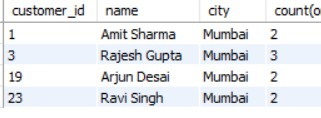 customer_id name city count(o
1 Amit Sharma Mumbai 2
3 Rajesh Gupta Mumbai 3
19 Arjun Desai Mumbai 2
23 Ravi Singh Mumbai 2